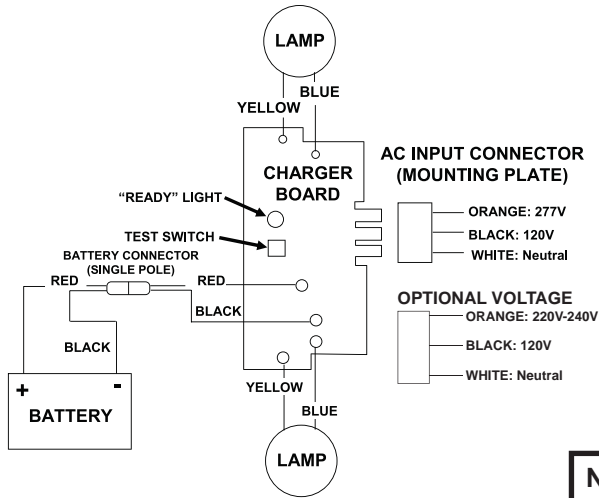 LAMP
BLUE
YELLOW
CHARGER
BOARD
"READY" LIGHT
TEST SWITCH
BATTERY CONNECTOR
(SINGLE POLE)
RED
RED
BLACK
BLACK
+ -
BATTERY
YELLOW
BLUE
LAMP
AC INPUT CONNECTOR
(MOUNTING PLATE)
ORANGE: 277V
BLACK: 120V
WHITE: Neutral
OPTIONAL VOLTAGE
ORANGE: 220V-240V
BLACK: 120V
WHITE: Neutral
N